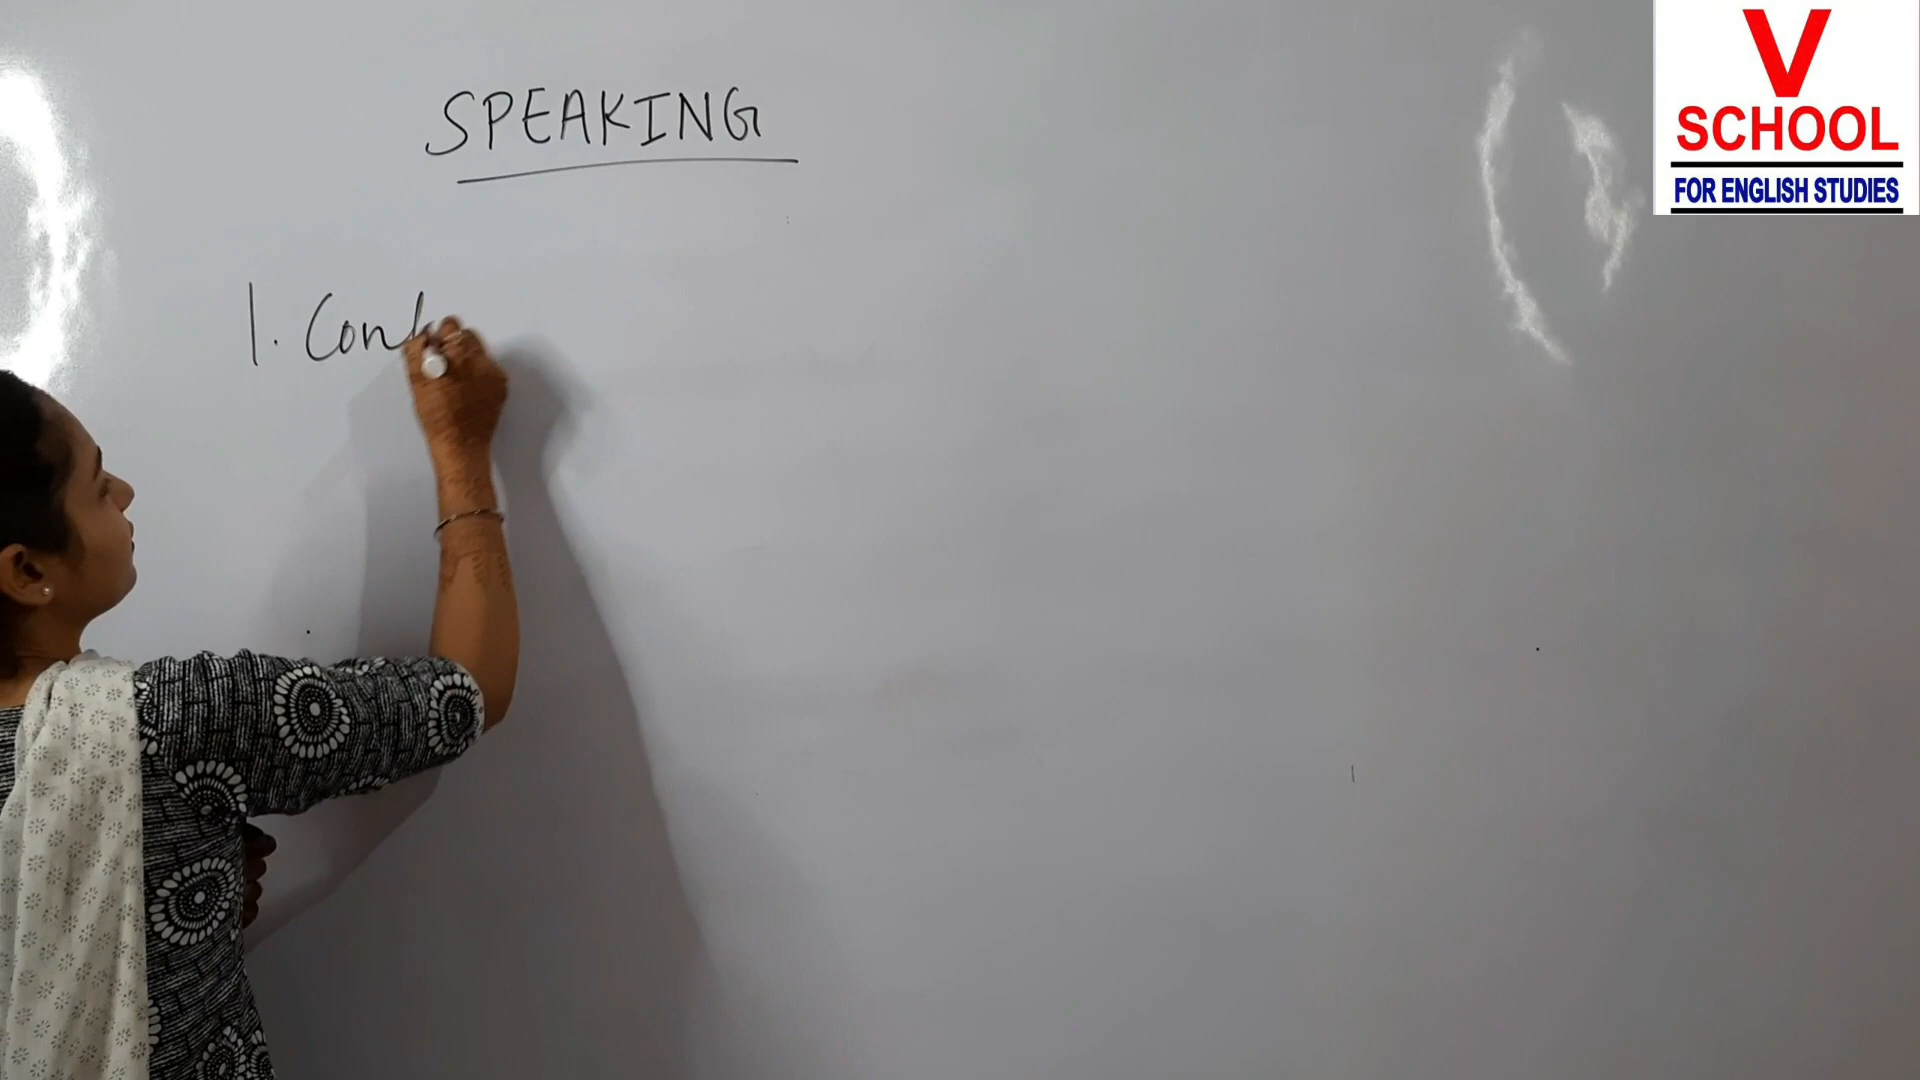 SPEAKING
1. Con
V
SCHOOL
FOR ENGLISH STUDIES